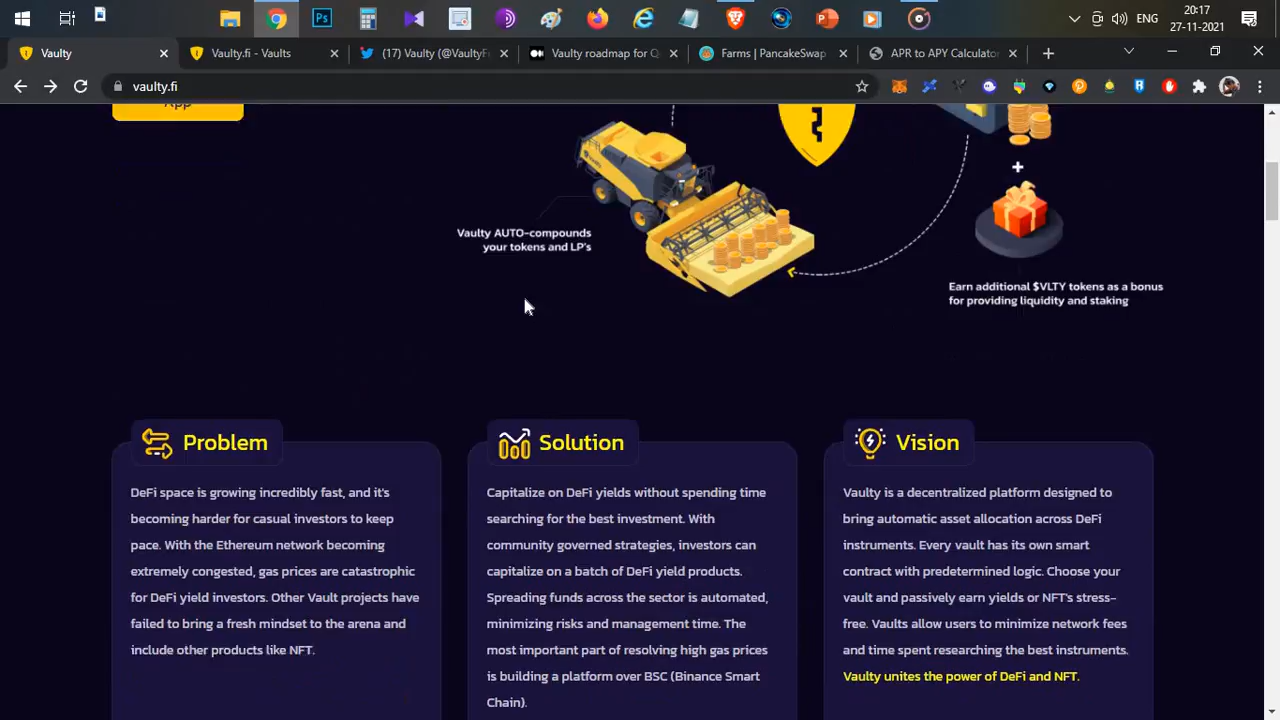 20:17
ENG
27-11-2021
Vaulty
Vaulty.fi - Vaults
(17) Vaulty (@VaultyF
Vaulty roadmap for Q
Farms | PancakeSwap
APR to APY Calculator
vaulty.fi
App
Vaulty AUTO-compounds
your tokens and LP's
Earn additional $VLTY tokens as a bonus
for providing liquidity and staking
Problem
DeFi space is growing incredibly fast, and it's
becoming harder for casual investors to keep
pace. With the Ethereum network becoming
extremely congested, gas prices are catastrophic
for DeFi yield investors. Other Vault projects have
failed to bring a fresh mindset to the arena and
include other products like NFT.
Solution
Capitalize on DeFi yields without spending time
searching for the best investment. With
community governed strategies, investors can
capitalize on a batch of DeFi yield products.
Spreading funds across the sector is automated,
minimizing risks and management time. The
most important part of resolving high gas prices
is building a platform over BSC (Binance Smart
Chain).
Vision
Vaulty is a decentralized platform designed to
bring automatic asset allocation across DeFi
instruments. Every vault has its own smart
contract with predetermined logic. Choose your
vault and passively earn yields or NFT's stress-
free. Vaults allow users to minimize network fees
and time spent researching the best instruments.
Vaulty unites the power of DeFi and NFT.